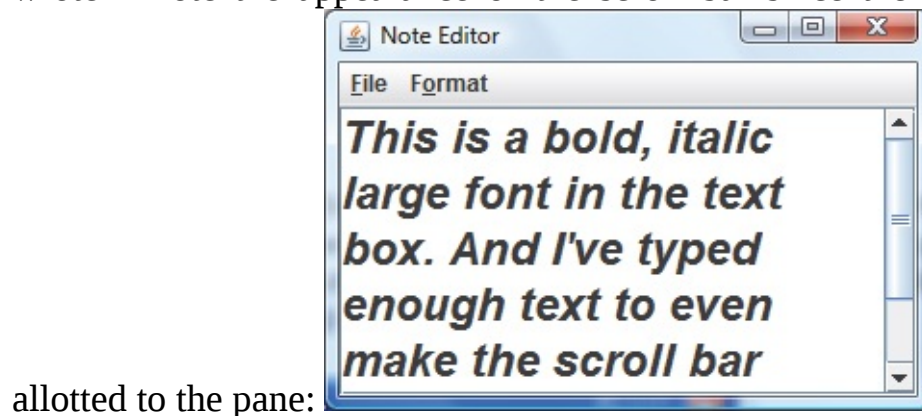 Note Editor
File Format
This is a bold, italic
large font in the text
box. And I've typed
enough text to even
make the scroll bar
allotted to the pane: